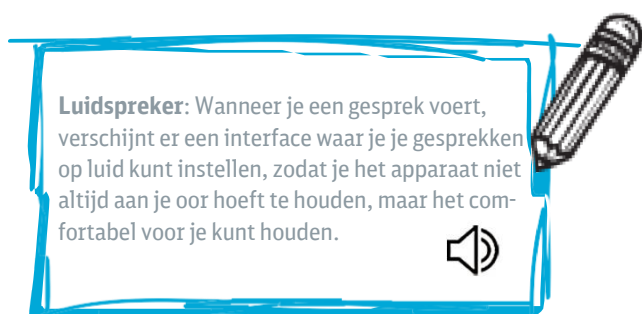 Luidspreker: Wanneer je een gesprek voert,
verschijnt er een interface waar je je gesprekken
op luid kunt instellen, zodat je het apparaat niet
altijd aan je oor hoeft te houden, maar het com-
fortabel voor je kunt houden.